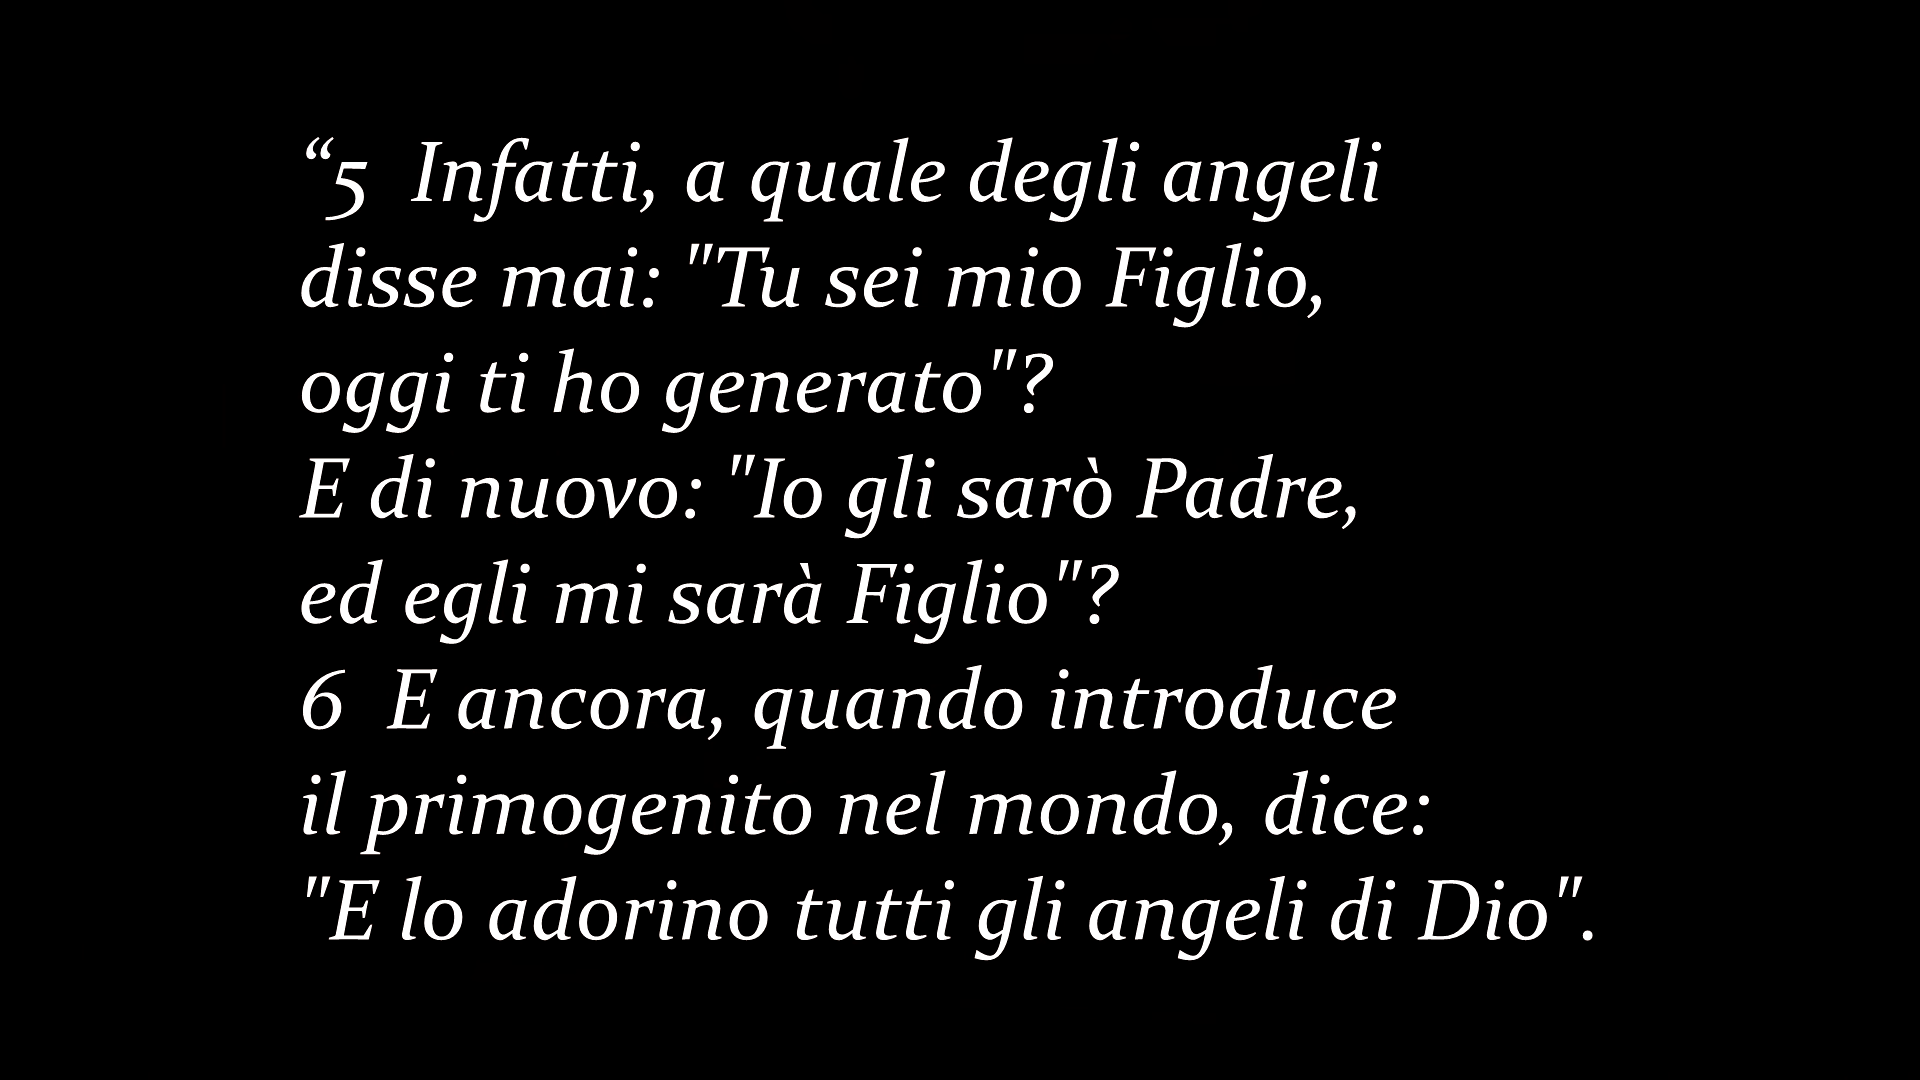 “5  Infatti, a quale degli angeli
disse mai: "Tu sei mio Figlio,
oggi ti ho generato"?
E di nuovo: "Io gli sarò Padre,
ed egli mi sarà Figlio"?
6  E ancora, quando introduce
il primogenito nel mondo, dice:
"E lo adorino tutti gli angeli di Dio".